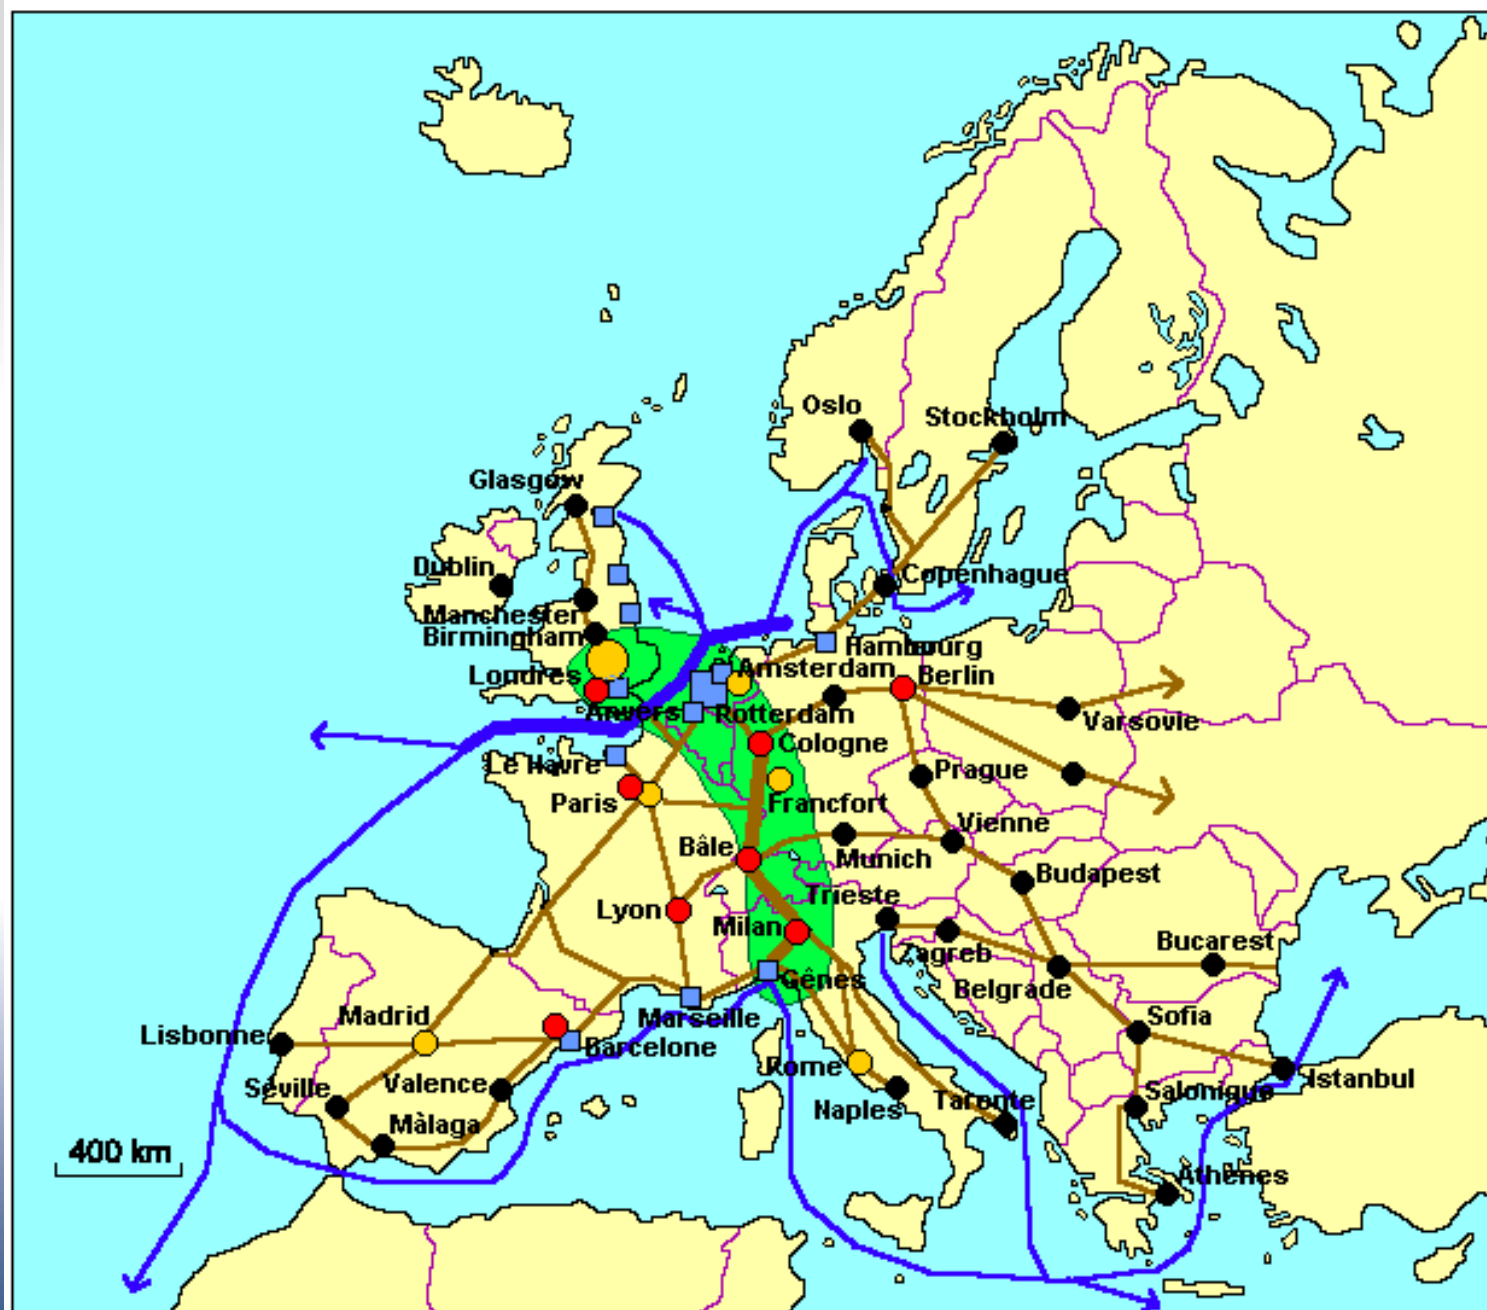 Oslo
Stockholm
Glasgow
Dublin
Copenhague
Manchester
Birmingham
Hambourg
Amsterdam
Londres
Berlin
Anvers
Rotterdam
Varsovie
Cologne
Le Havre
Prague
Paris
Francfort
Vienne
Bâle
Munich
Budapest
Trieste
Lyon
Milan
Zagreb
Bucarest
Gênes
Belgrade
Madrid
Marseille
Sofia
Lisbonne
Barcelone
Rome
Istanbul
Séville
Valence
Salonique
Naples
Tarente
Màlaga
400 km
Athènes